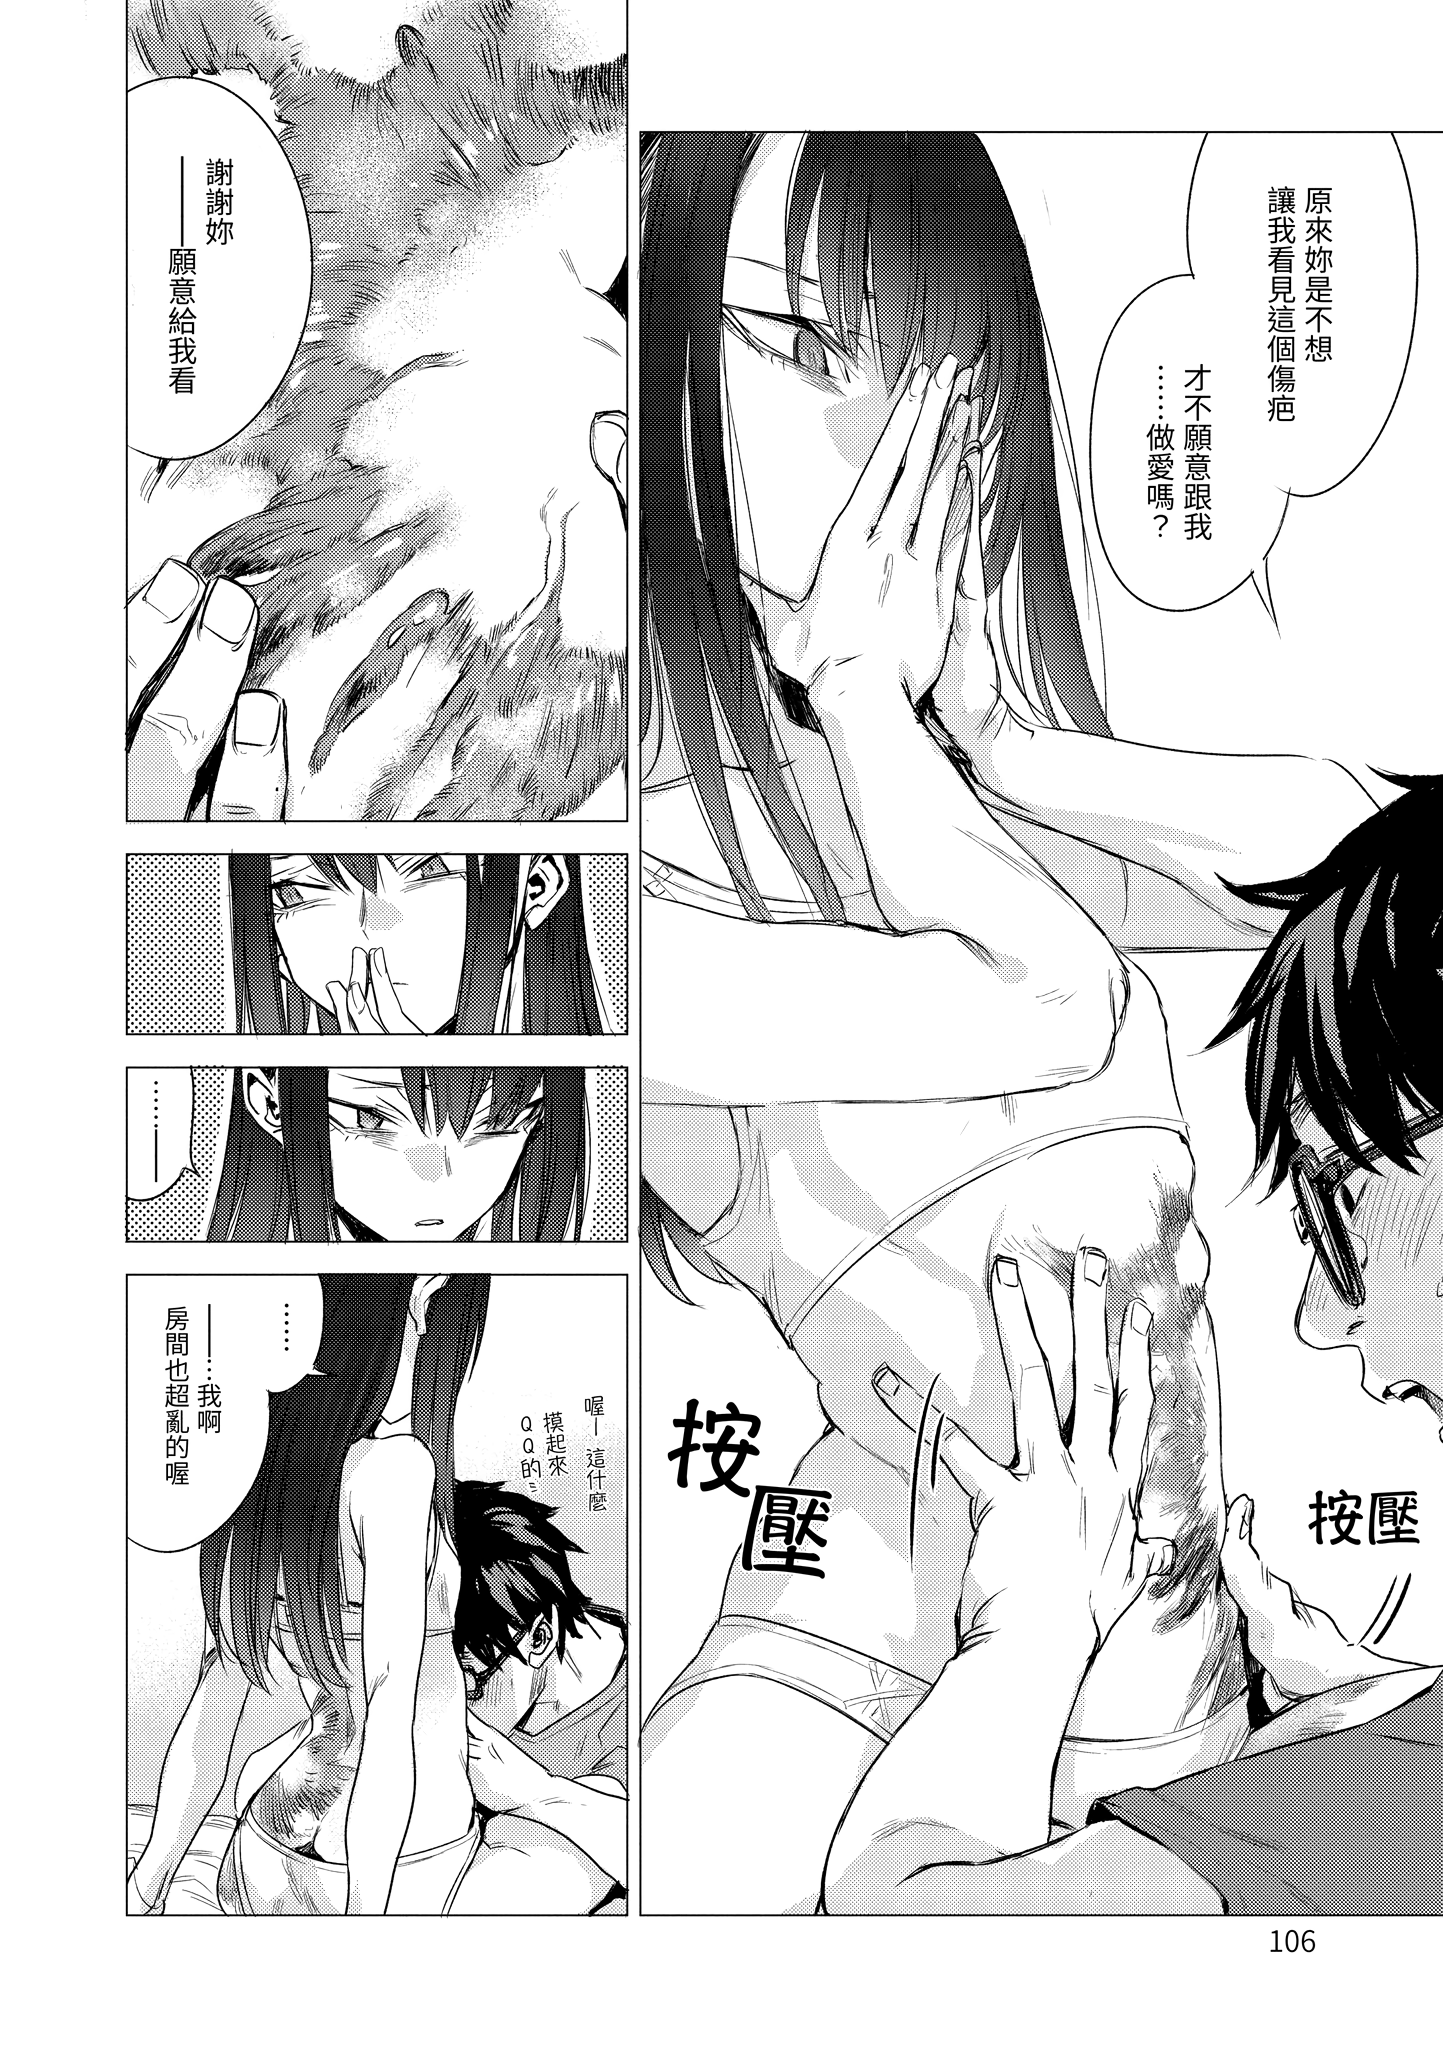 原來妳是不想
讓我看見這個傷疤
才不願意跟我
……做愛嗎？
按壓
按壓
謝謝妳
——願意給我看
……——
喔—這什麼
摸起來
QQ的
……
——…我啊
房間也超亂的喔
106